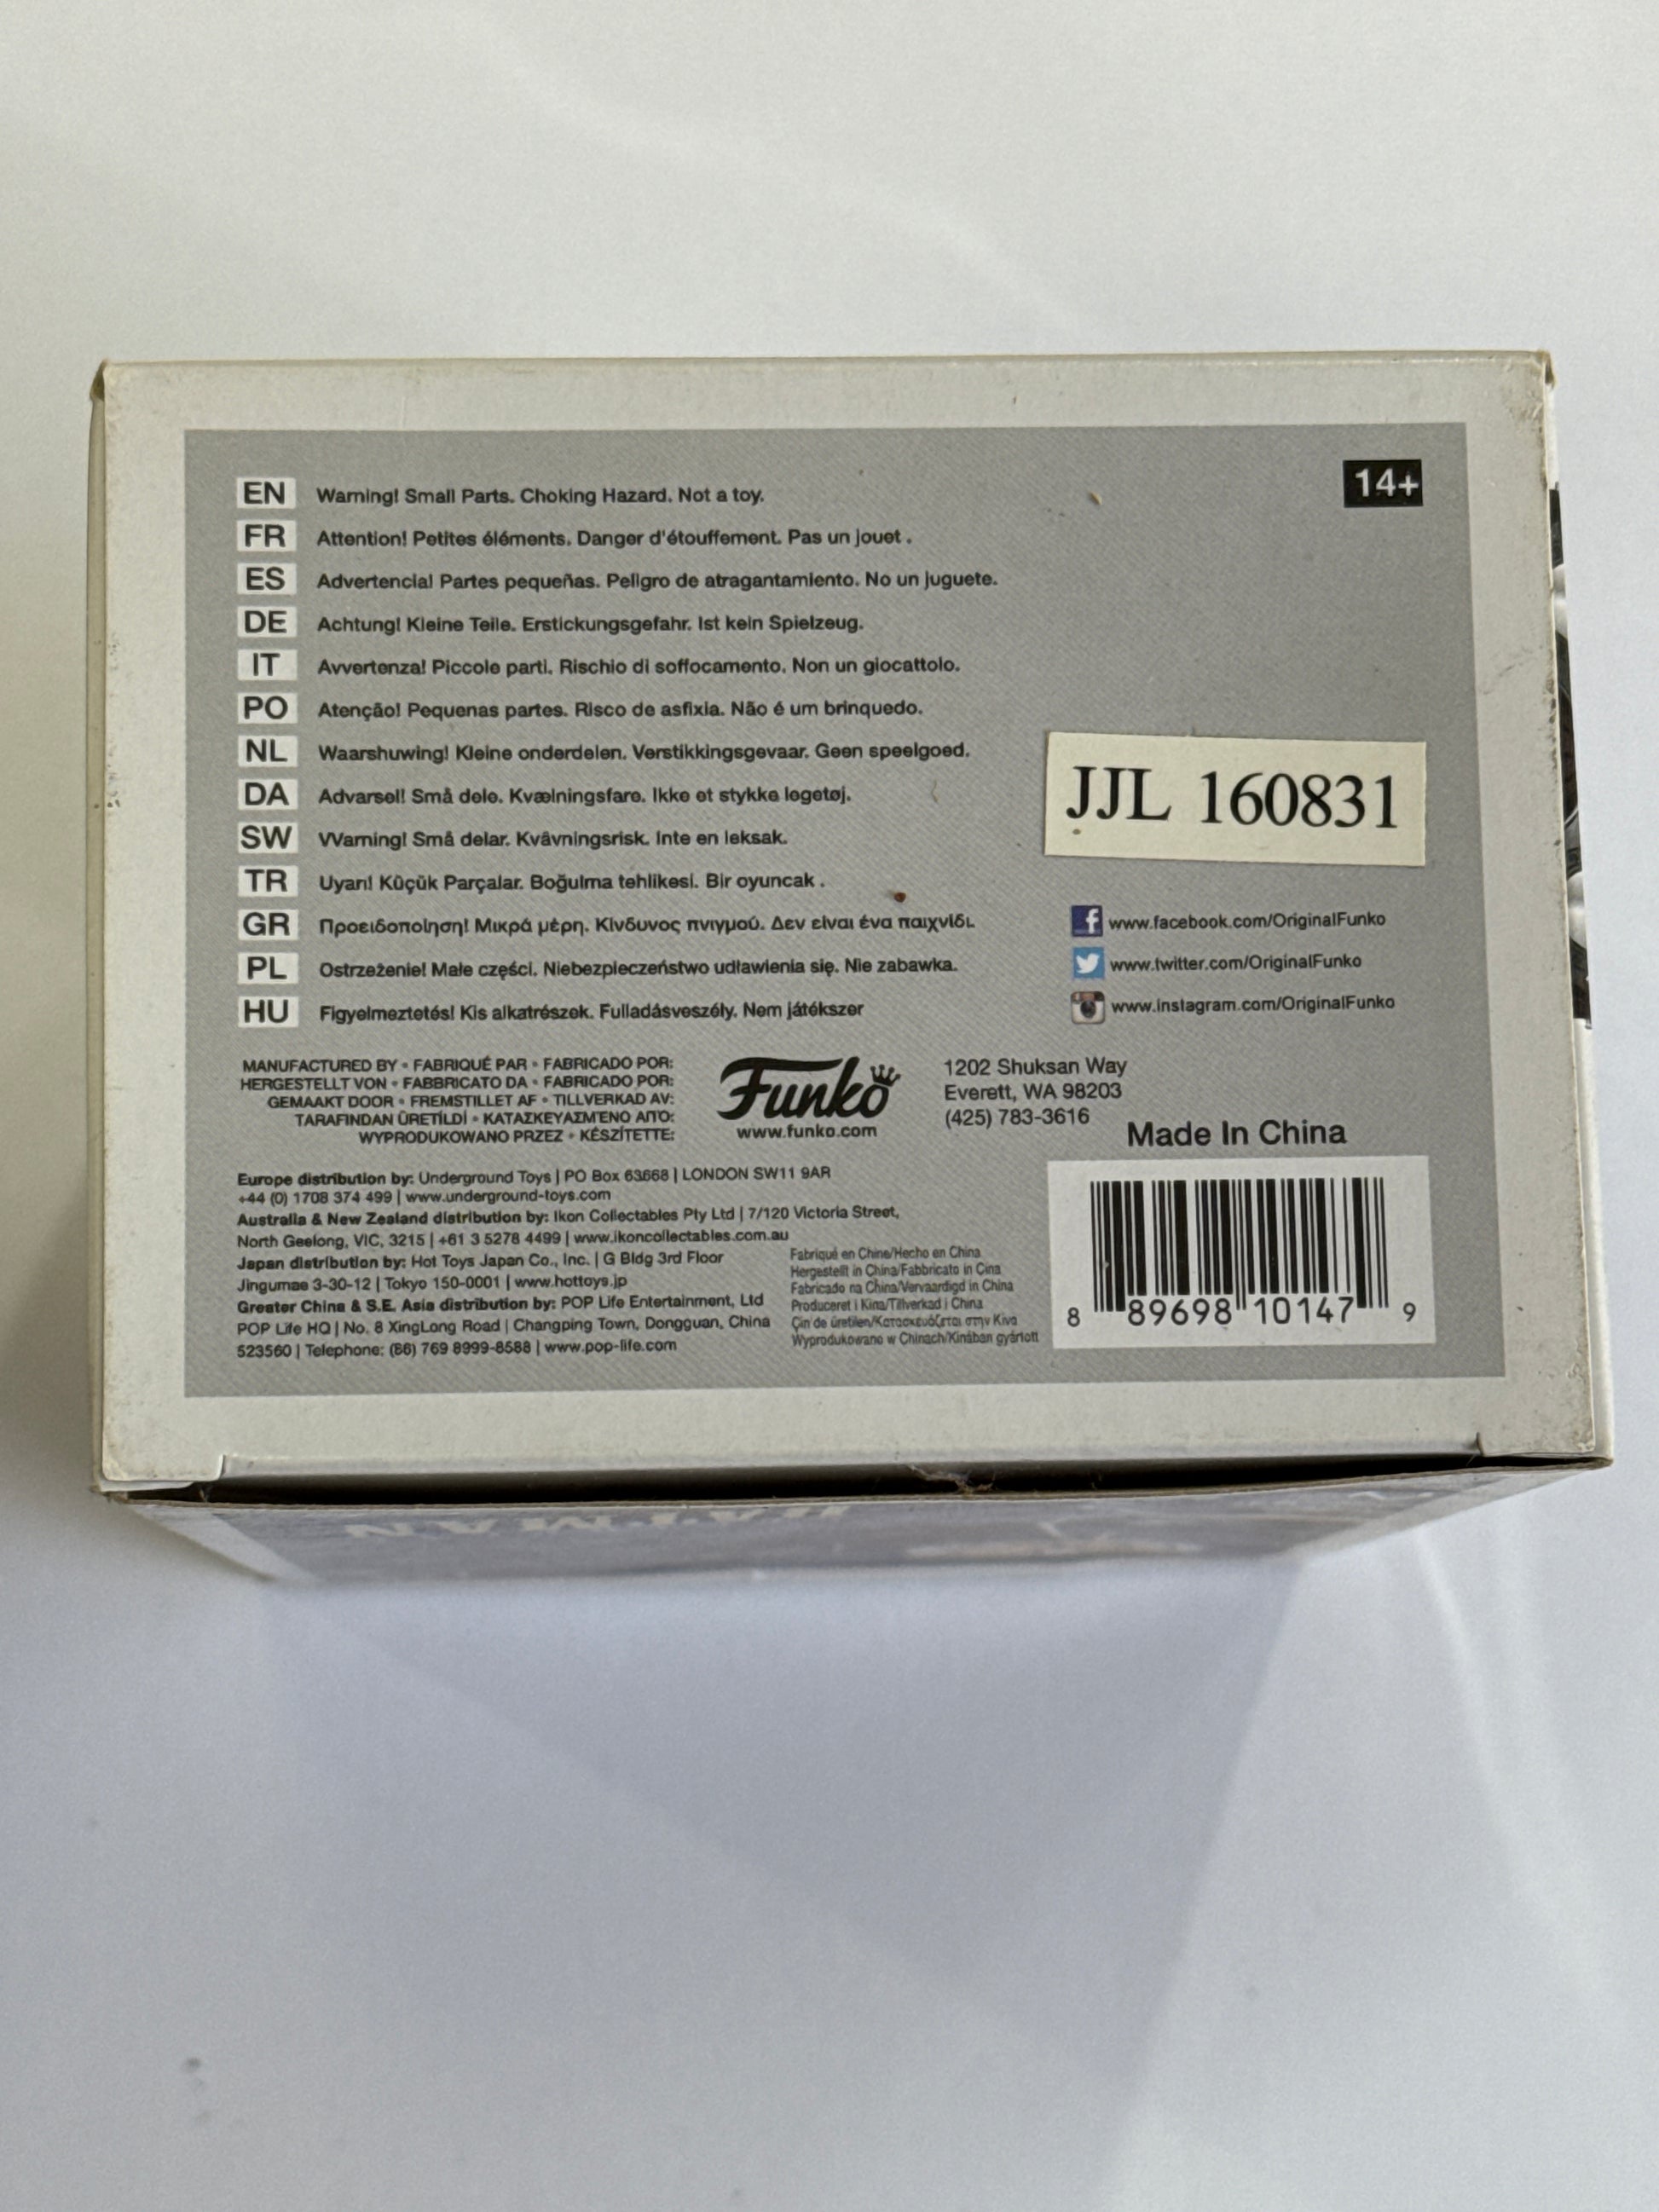 14+
EN Warning! Small Parts. Choking Hazard. Not a toy.
FR Attention! Petites éléments. Danger d'étouffement. Pas un jouet .
ES Advertencia! Partes pequeñas. Peligro de atragantamiento. No un juguete.
DE Achtung! Kleine Teile. Erstickungsgefahr. Ist kein Spielzeug.
IT Avvertenza! Piccole parti. Rischio di soffocamento. Non un giocattolo.
PO Atenção! Pequenas partes. Risco de asfixia. Não é um brinquedo.
NL Waarshuwing! Kleine onderdelen. Verstikkingsgevaar. Geen speelgoed.
DA Advarsel! Små dele. Kvælningsfare. Ikke et stykke legetøj.
SW VVarning! Små delar. Kvävningsrisk. Inte en leksak.
TR Uyarı! Küçük Parçalar. Boğulma tehlikesi. Bir oyuncak .
GR Προειδοποίηση! Μικρά μέρη. Κίνδυνος πνιγμού. Δεν είναι ένα παιχνίδι.
PL Ostrzeżenie! Małe części. Niebezpieczeństwo udławienia się. Nie zabawka.
HU Figyelmeztetés! Kis alkatrészek. Fulladásveszély. Nem játékszer
JJL 160831
www.facebook.com/OriginalFunko
www.twitter.com/OriginalFunko
www.instagram.com/OriginalFunko
MANUFACTURED BY • FABRIQUÉ PAR • FABRICADO POR:
HERGESTELLT VON • FABBRICATO DA • FABRICADO POR:
GEMAAKT DOOR • FREMSTILLET AF • TILLVERKAD AV:
TARAFINDAN ÜRETİLDİ • ΚΑΤΑΣΚΕΥΑΣΜΈΝΟ ΑΠΌ:
WYPRODUKOWANO PRZEZ • KÉSZÍTETTE:
Funko
www.funko.com
1202 Shuksan Way
Everett, WA 98203
(425) 783-3616
Made In China
Europe distribution by: Underground Toys | PO Box 63668 | LONDON SW11 9AR
+44 (0) 1708 374 499 | www.underground-toys.com
Australia & New Zealand distribution by: Ikon Collectables Pty Ltd | 7/120 Victoria Street,
North Geelong, VIC, 3215 | +61 3 5278 4499 | www.ikoncollectables.com.au
Japan distribution by: Hot Toys Japan Co., Inc. | G Bldg 3rd Floor
Jingumae 3-30-12 | Tokyo 150-0001 | www.hottoys.jp
Greater China & S.E. Asia distribution by: POP Life Entertainment, Ltd
POP Life HQ | No. 8 XingLong Road | Changping Town, Dongguan, China
523560 | Telephone: (86) 769 8999-8588 | www.pop-life.com
Fabriqué en Chine/Hecho en China
Hergestellt in China/Fabbricato in Cina
Fabricado na China/Vervaardigd in China
Produceret i Kina/Tillverkad i China
Çin'de üretilen/Κατασκευάζεται στην Κίνα
Wyprodukowano w Chinach/Kínában gyártott
8 89698 10147 9
BATMAN